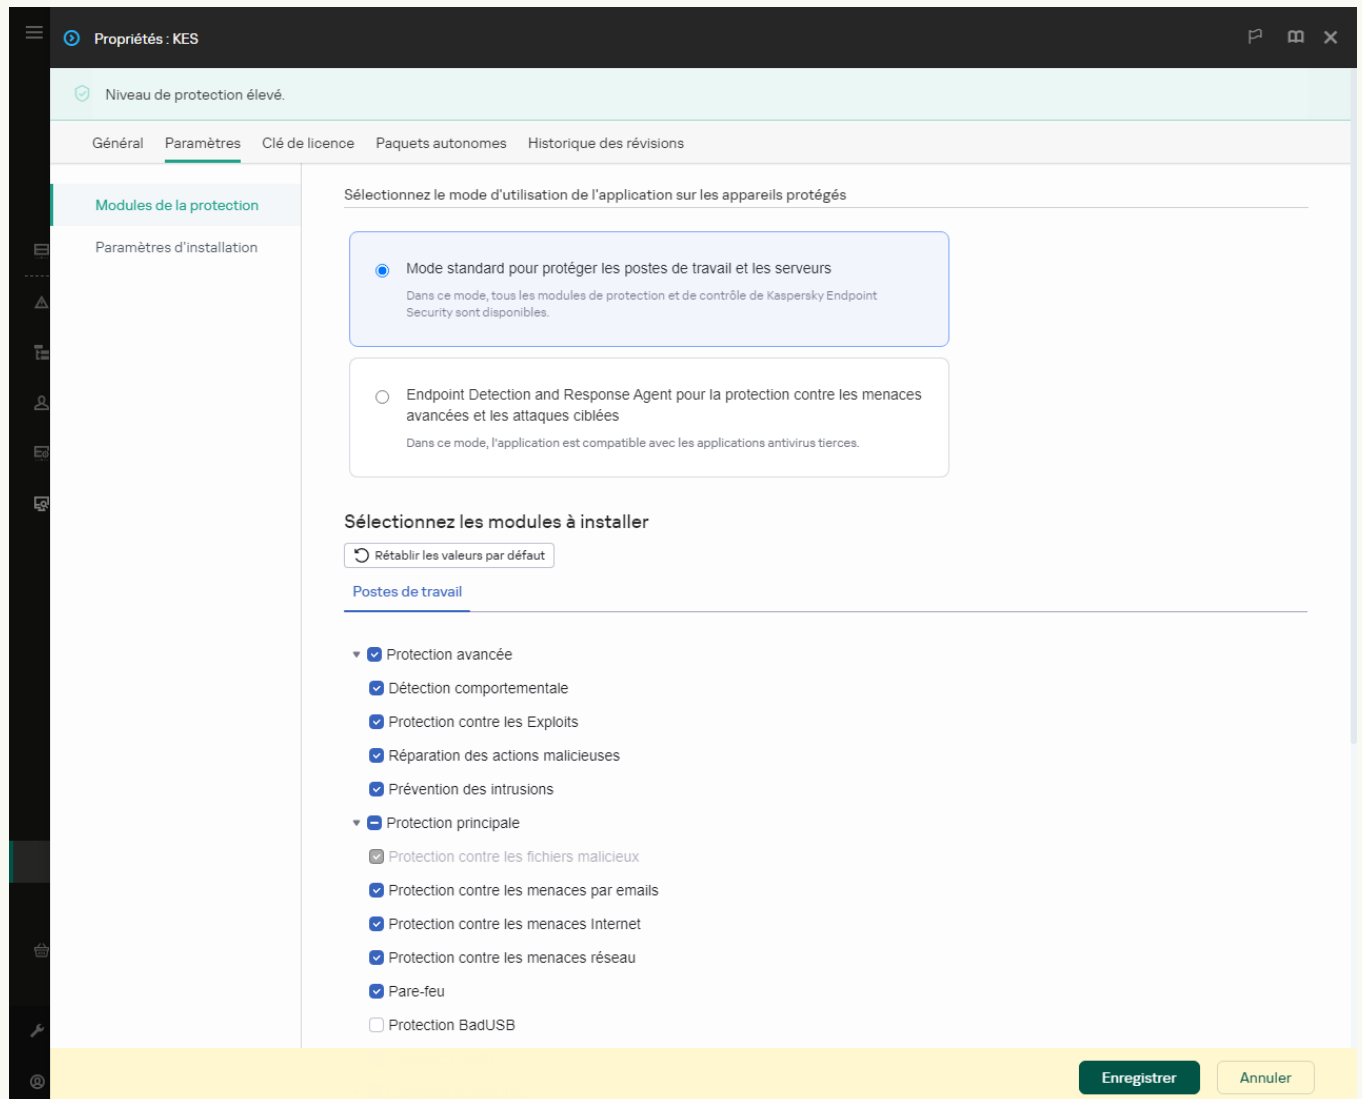 Propriétés : KES
Niveau de protection élevé.
Général Paramètres Clé de licence Paquets autonomes Historique des révisions
Modules de la protection
Paramètres d'installation
Sélectionnez le mode d'utilisation de l'application sur les appareils protégés
Mode standard pour protéger les postes de travail et les serveurs
Dans ce mode, tous les modules de protection et de contrôle de Kaspersky Endpoint
Security sont disponibles.
Endpoint Detection and Response Agent pour la protection contre les menaces
avancées et les attaques ciblées
Dans ce mode, l'application est compatible avec les applications antivirus tierces.
Sélectionnez les modules à installer
Rétablir les valeurs par défaut
Postes de travail
Protection avancée
Détection comportementale
Protection contre les Exploits
Réparation des actions malicieuses
Prévention des intrusions
Protection principale
Protection contre les fichiers malicieux
Protection contre les menaces par emails
Protection contre les menaces Internet
Protection contre les menaces réseau
Pare-feu
Protection BadUSB
Enregistrer Annuler